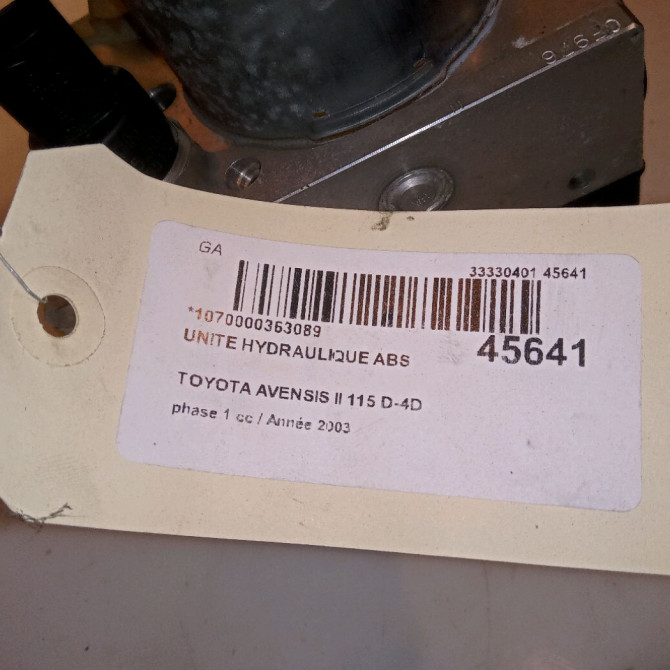 GA
33330401 45641
*1070000363089
UNITE HYDRAULIQUE ABS
45641
TOYOTA AVENSIS II 115 D-4D
phase 1 cc / Année 2003